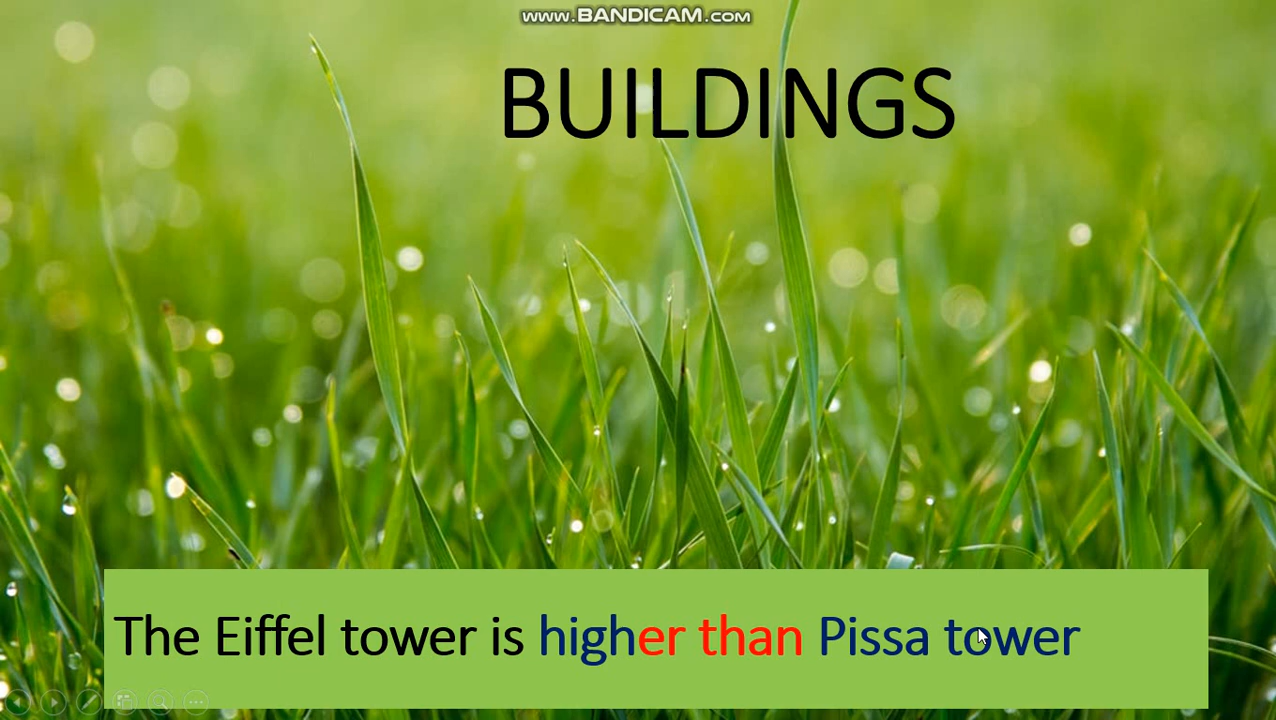 www.BANDICAM.com
BUILDINGS
The Eiffel tower is higher than Pissa tower